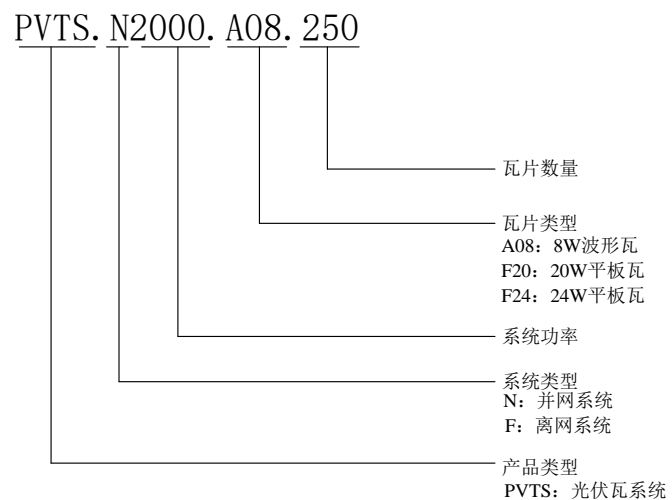 PVTS. N2000. A08. 250
瓦片数量
瓦片类型
A08：8W波形瓦
F20：20W平板瓦
F24：24W平板瓦
系统功率
系统类型
N：并网系统
F：离网系统
产品类型
PVTS：光伏瓦系统